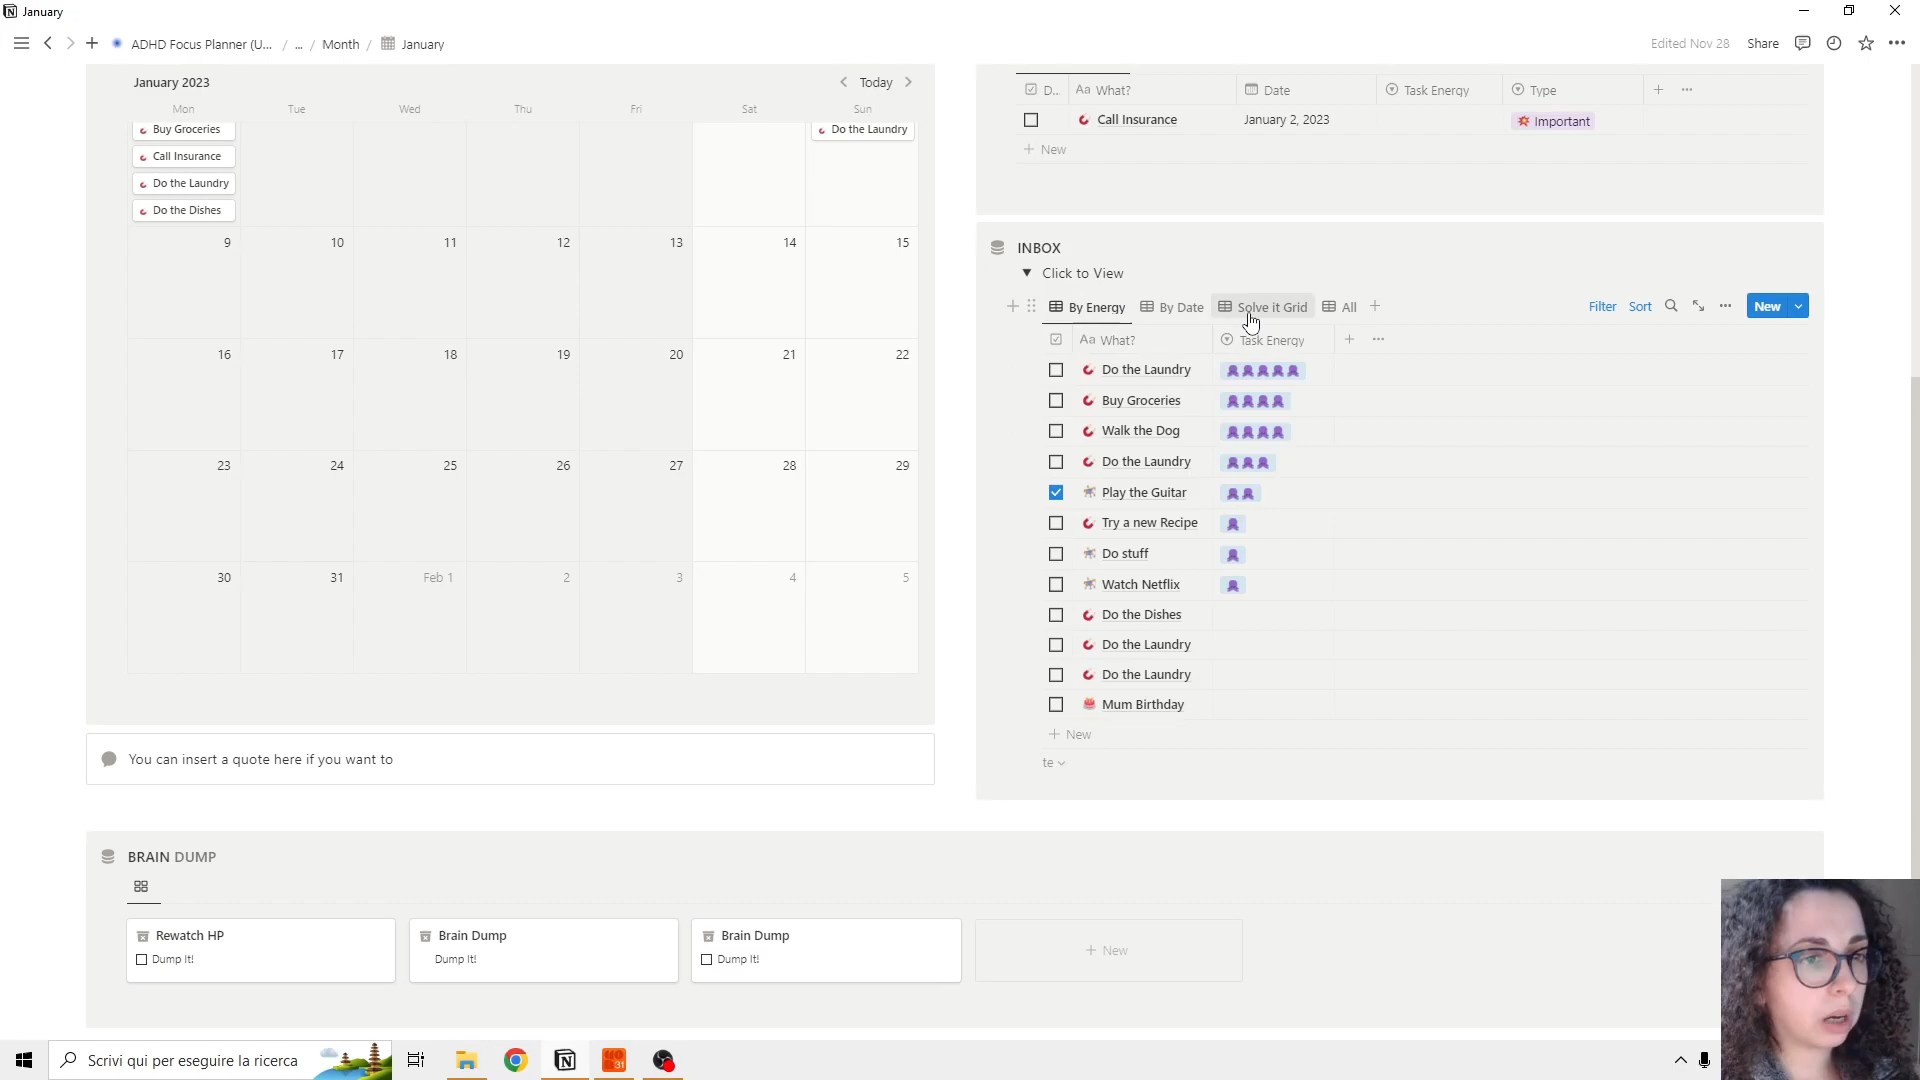 January
ADHD Focus Planner (U... / ... / Month / January
Edited Nov 28 Share
January 2023
Today
Mon Tue Wed Thu Fri Sat Sun
Buy Groceries
Call Insurance
Do the Laundry
Do the Dishes
Do the Laundry
9 10 11 12 13 14 15
16 17 18 19 20 21 22
23 24 25 26 27 28 29
30 31 Feb 1 2 3 4 5
You can insert a quote here if you want to
D... Aa What? Date Task Energy Type
Call Insurance January 2, 2023 Important
+ New
INBOX
Click to View
By Energy By Date Solve it Grid All
Filter Sort New
Aa What? Task Energy
Do the Laundry
Buy Groceries
Walk the Dog
Do the Laundry
Play the Guitar
Try a new Recipe
Do stuff
Watch Netflix
Do the Dishes
Do the Laundry
Do the Laundry
Mum Birthday
+ New
te
BRAIN DUMP
Rewatch HP
Dump It!
Brain Dump
Dump It!
Brain Dump
Dump It!
+ New
Scrivi qui per eseguire la ricerca
31